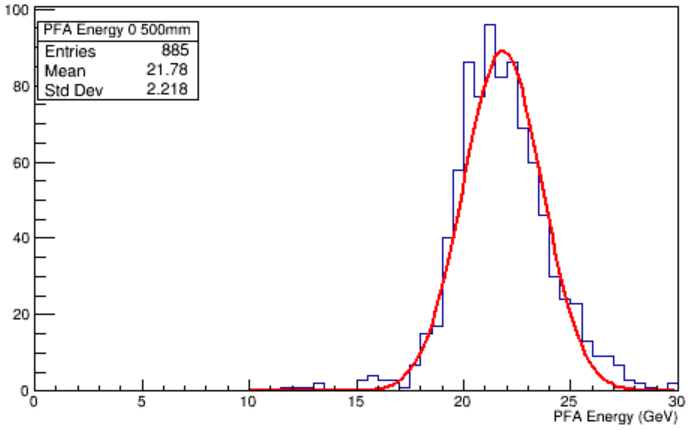 100
PFA Energy 0 500mm
Entries 885
Mean 21.78
Std Dev 2.218
80
60
40
20
0
0 5 10 15 20 25 30
PFA Energy (GeV)